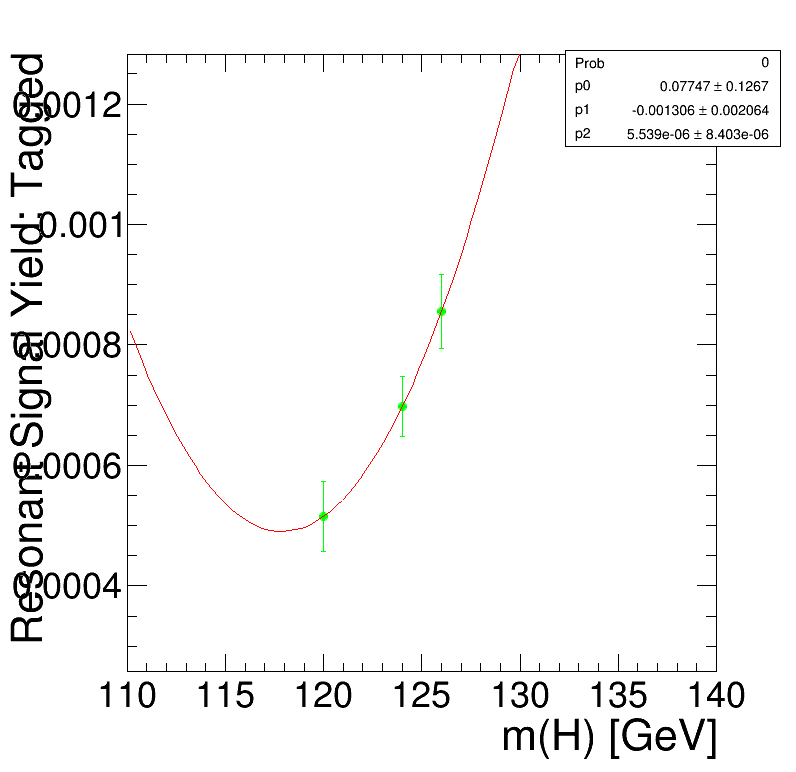 Resonant Signal Yield: Tagged
0.0012
0.001
0.0008
0.0006
0.0004
Prob 0
p0 0.07747 ± 0.1267
p1 -0.001306 ± 0.002064
p2 5.539e-06 ± 8.403e-06
110 115 120 125 130 135 140
m(H) [GeV]